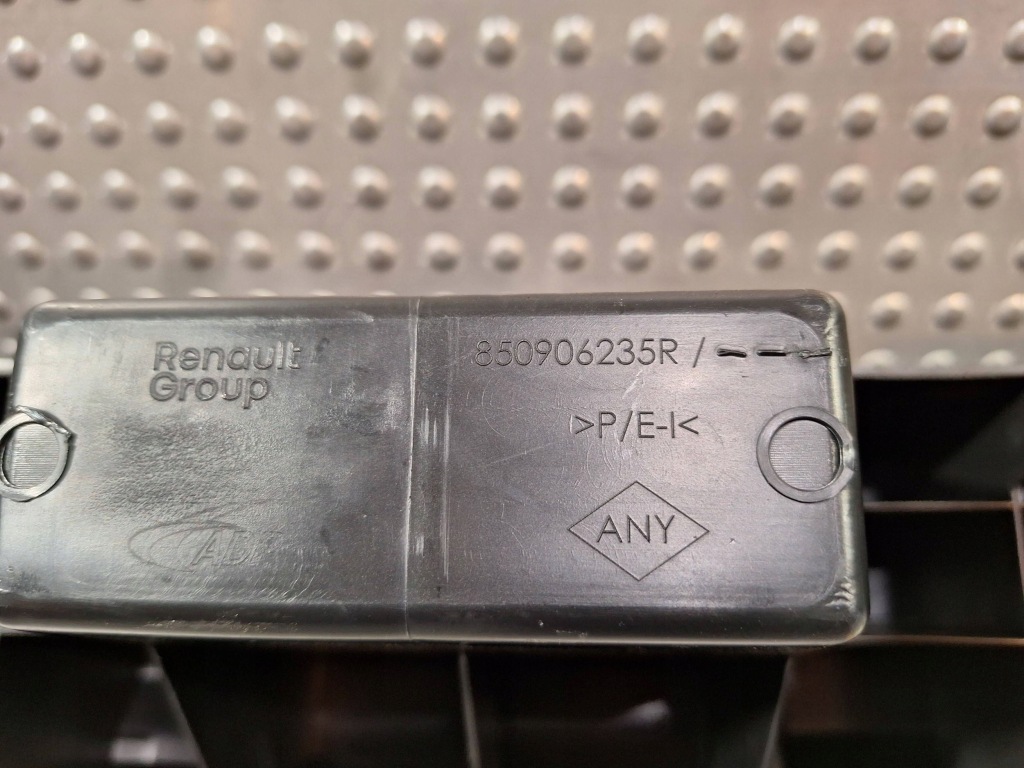 Renault
Group
850906235R / ---
>P/E-I<
ANY